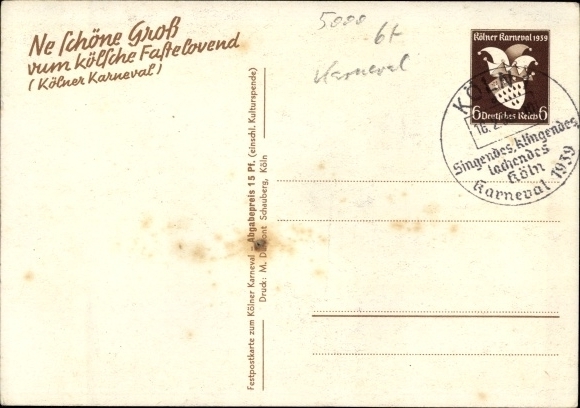 Ne schöne Groß
vum kölsche Fastelovend
(Kölner Karneval)
5000
6t
Karneval
Kölner Karneval 1939
6 Deutsches Reich 6
KÖLN
16. 2.
Singendes, klingendes,
lachendes
Köln
Karneval 1939
Festpostkarte zum Kölner Karneval – Abgabepreis 15 Pf. (einschl. Kulturspende)
Druck: M. DuMont Schauberg, Köln